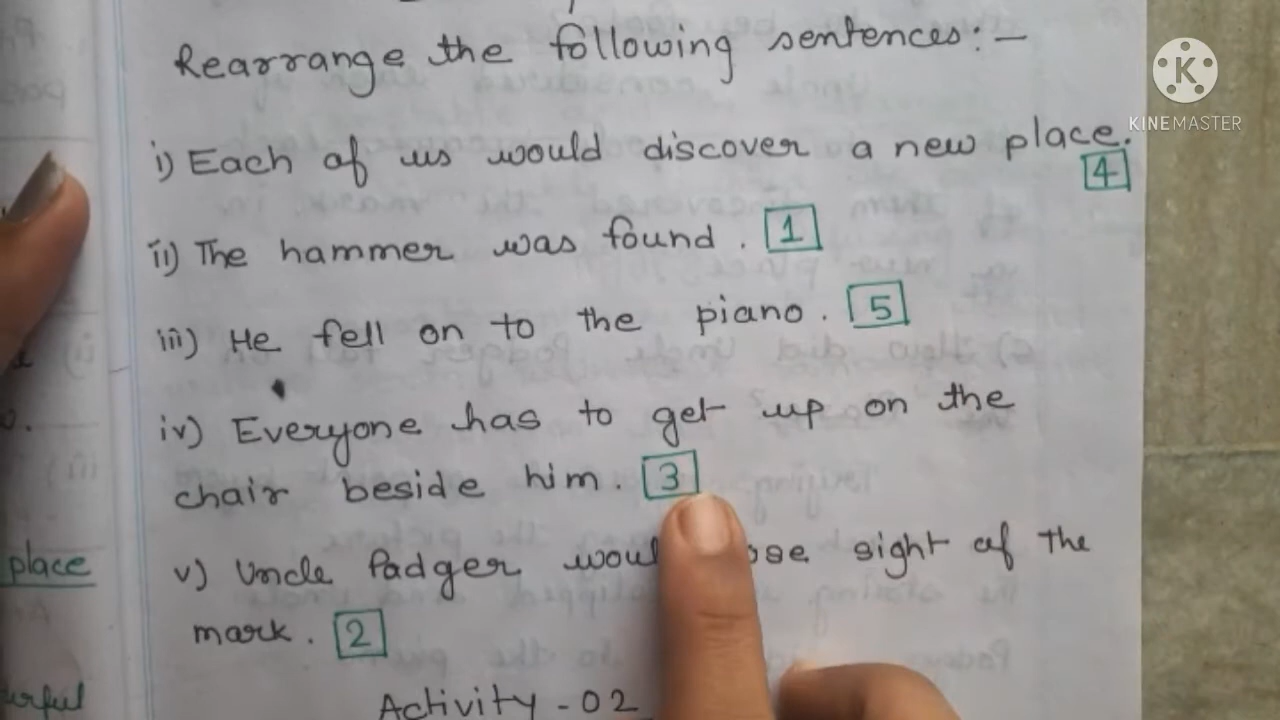 Rearrange the following sentences:-
K
KINEMASTER
i) Each of us would discover a new place.
4
ii) The hammer was found. 1
iii) He fell on to the piano. 5
iv) Everyone has to get up on the
chair beside him. 3
v) Uncle Padger sight of the
mark. 2
place
Activity-02